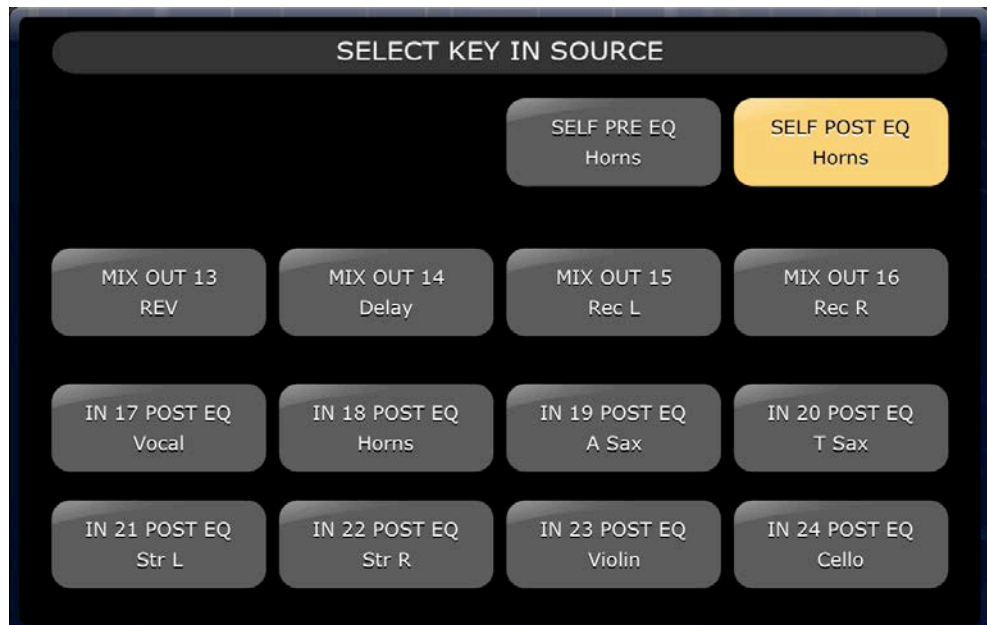 SELECT KEY IN SOURCE
SELF PRE EQ
Horns
SELF POST EQ
Horns
MIX OUT 13
REV
MIX OUT 14
Delay
MIX OUT 15
Rec L
MIX OUT 16
Rec R
IN 17 POST EQ
Vocal
IN 18 POST EQ
Horns
IN 19 POST EQ
A Sax
IN 20 POST EQ
T Sax
IN 21 POST EQ
Str L
IN 22 POST EQ
Str R
IN 23 POST EQ
Violin
IN 24 POST EQ
Cello